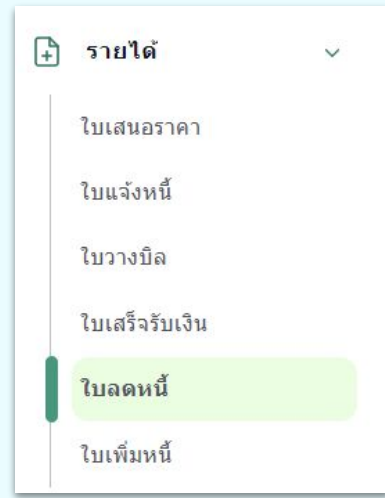 รายได้
ใบเสนอราคา
ใบแจ้งหนี้
ใบวางบิล
ใบเสร็จรับเงิน
ใบลดหนี้
ใบเพิ่มหนี้